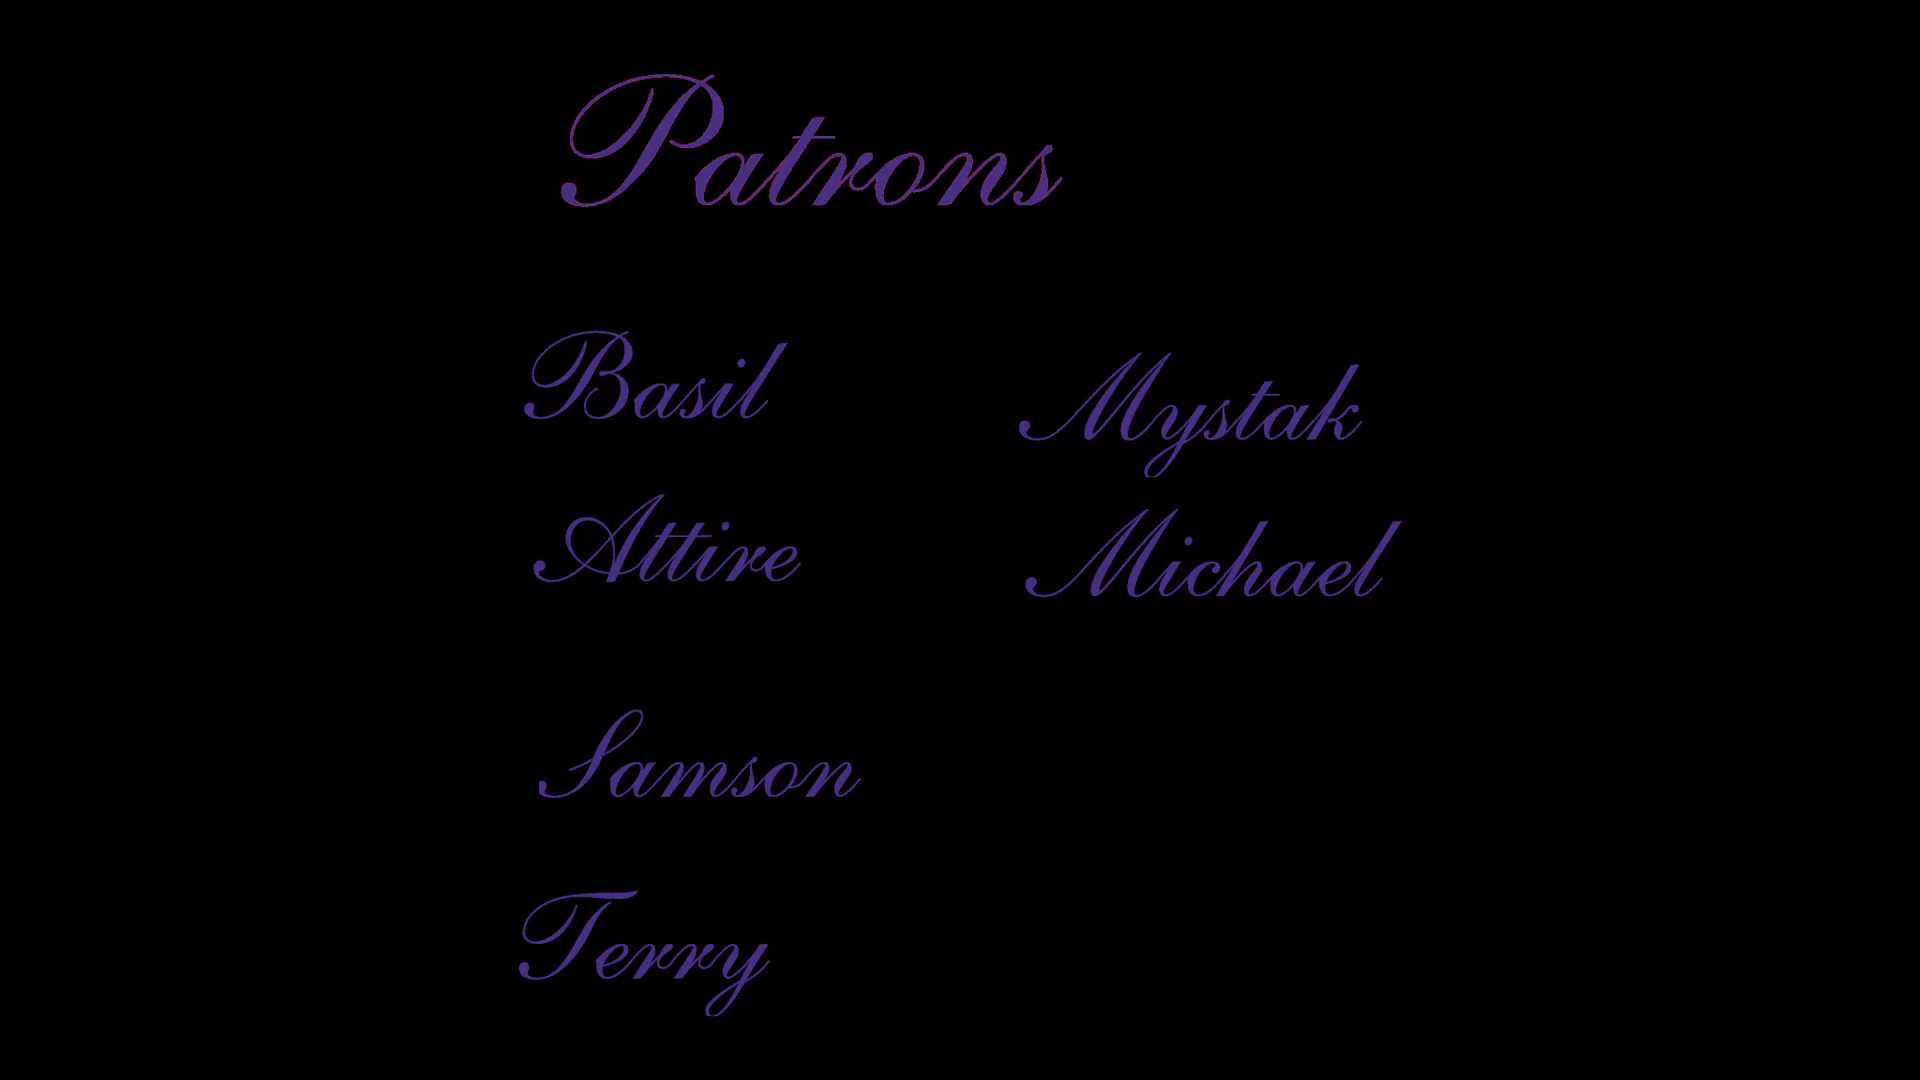 Patrons
Basil
Mystak
Attire
Michael
Samson
Terry